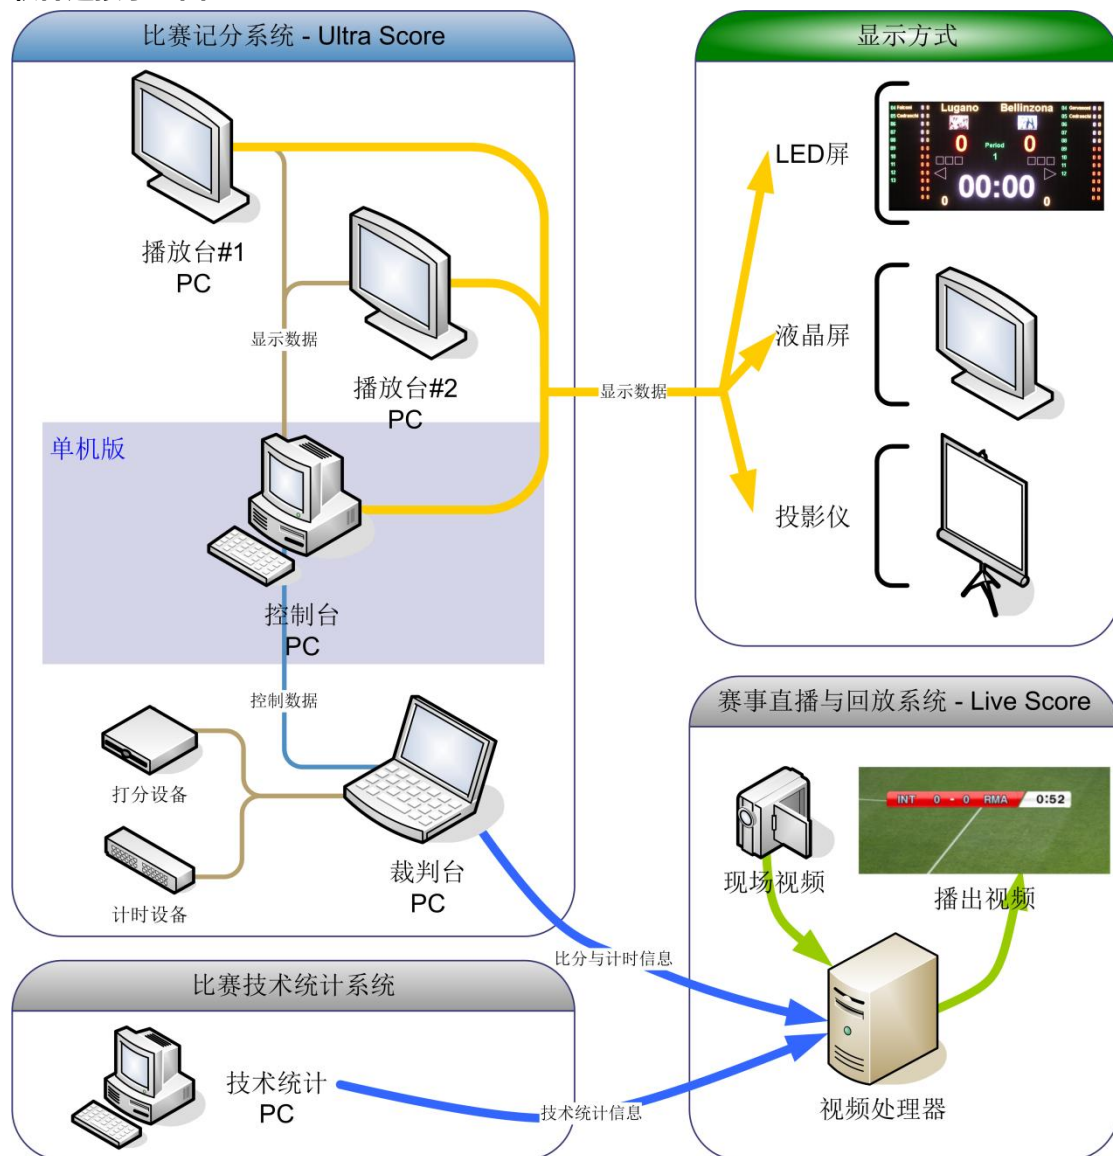 比赛记分系统 - Ultra Score
播放台#1
PC
播放台#2
PC
显示数据
单机版
控制台
PC
控制数据
打分设备
计时设备
裁判台
PC
显示数据
显示方式
LED屏
Lugano
Bellinzona
0
Period
1
0
00:00
0
0
液晶屏
投影仪
比分与计时信息
比赛技术统计系统
技术统计
PC
技术统计信息
赛事直播与回放系统 - Live Score
现场视频
INT 0 - 0 RMA 0:52
播出视频
视频处理器